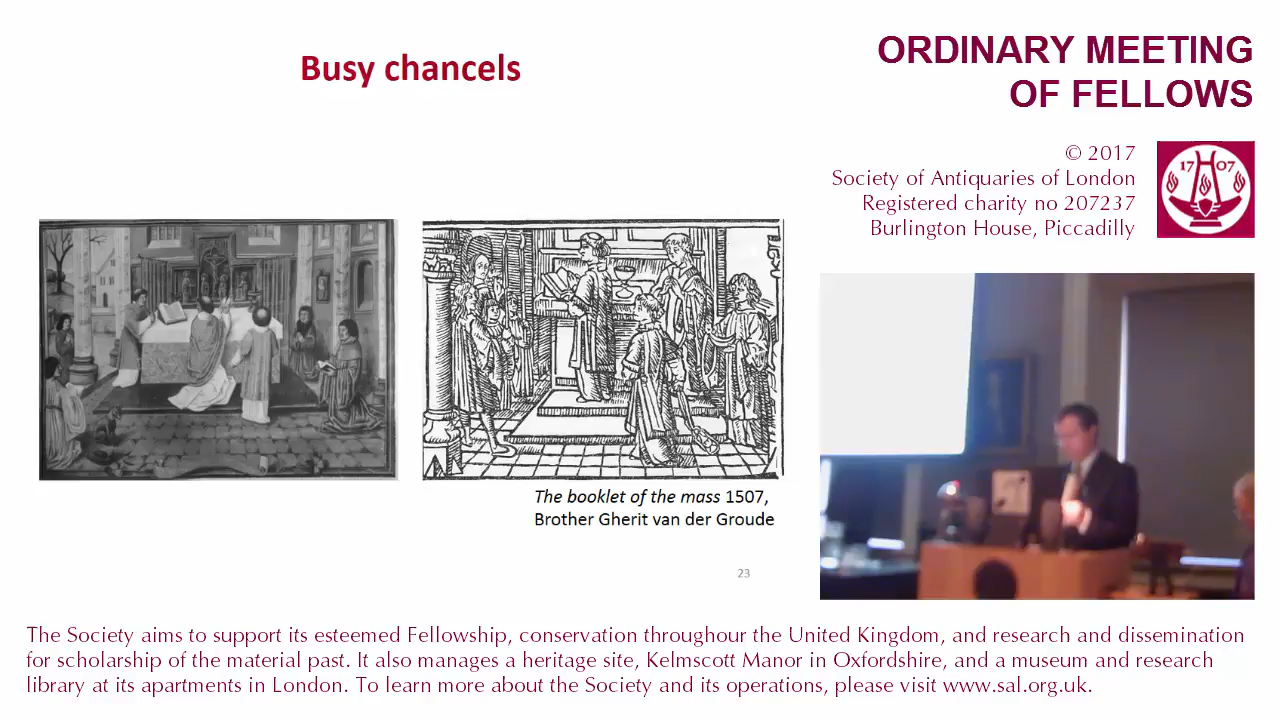 Busy chancels
ORDINARY MEETING
OF FELLOWS
© 2017
Society of Antiquaries of London
Registered charity no 207237
Burlington House, Piccadilly
17 07
The booklet of the mass 1507,
Brother Gherit van der Groude
23
The Society aims to support its esteemed Fellowship, conservation throughour the United Kingdom, and research and dissemination
for scholarship of the material past. It also manages a heritage site, Kelmscott Manor in Oxfordshire, and a museum and research
library at its apartments in London. To learn more about the Society and its operations, please visit www.sal.org.uk.